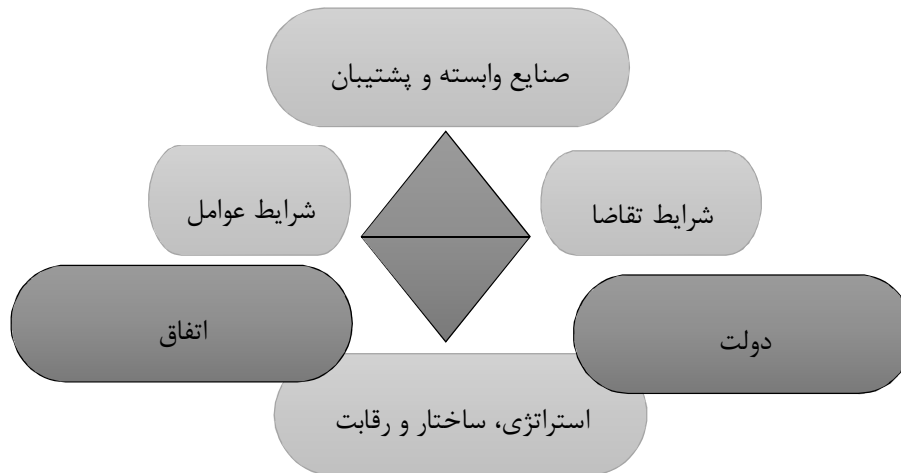 صنایع وابسته و پشتیبان
شرایط تقاضا
شرایط عوامل
دولت
اتفاق
استراتژی، ساختار و رقابت